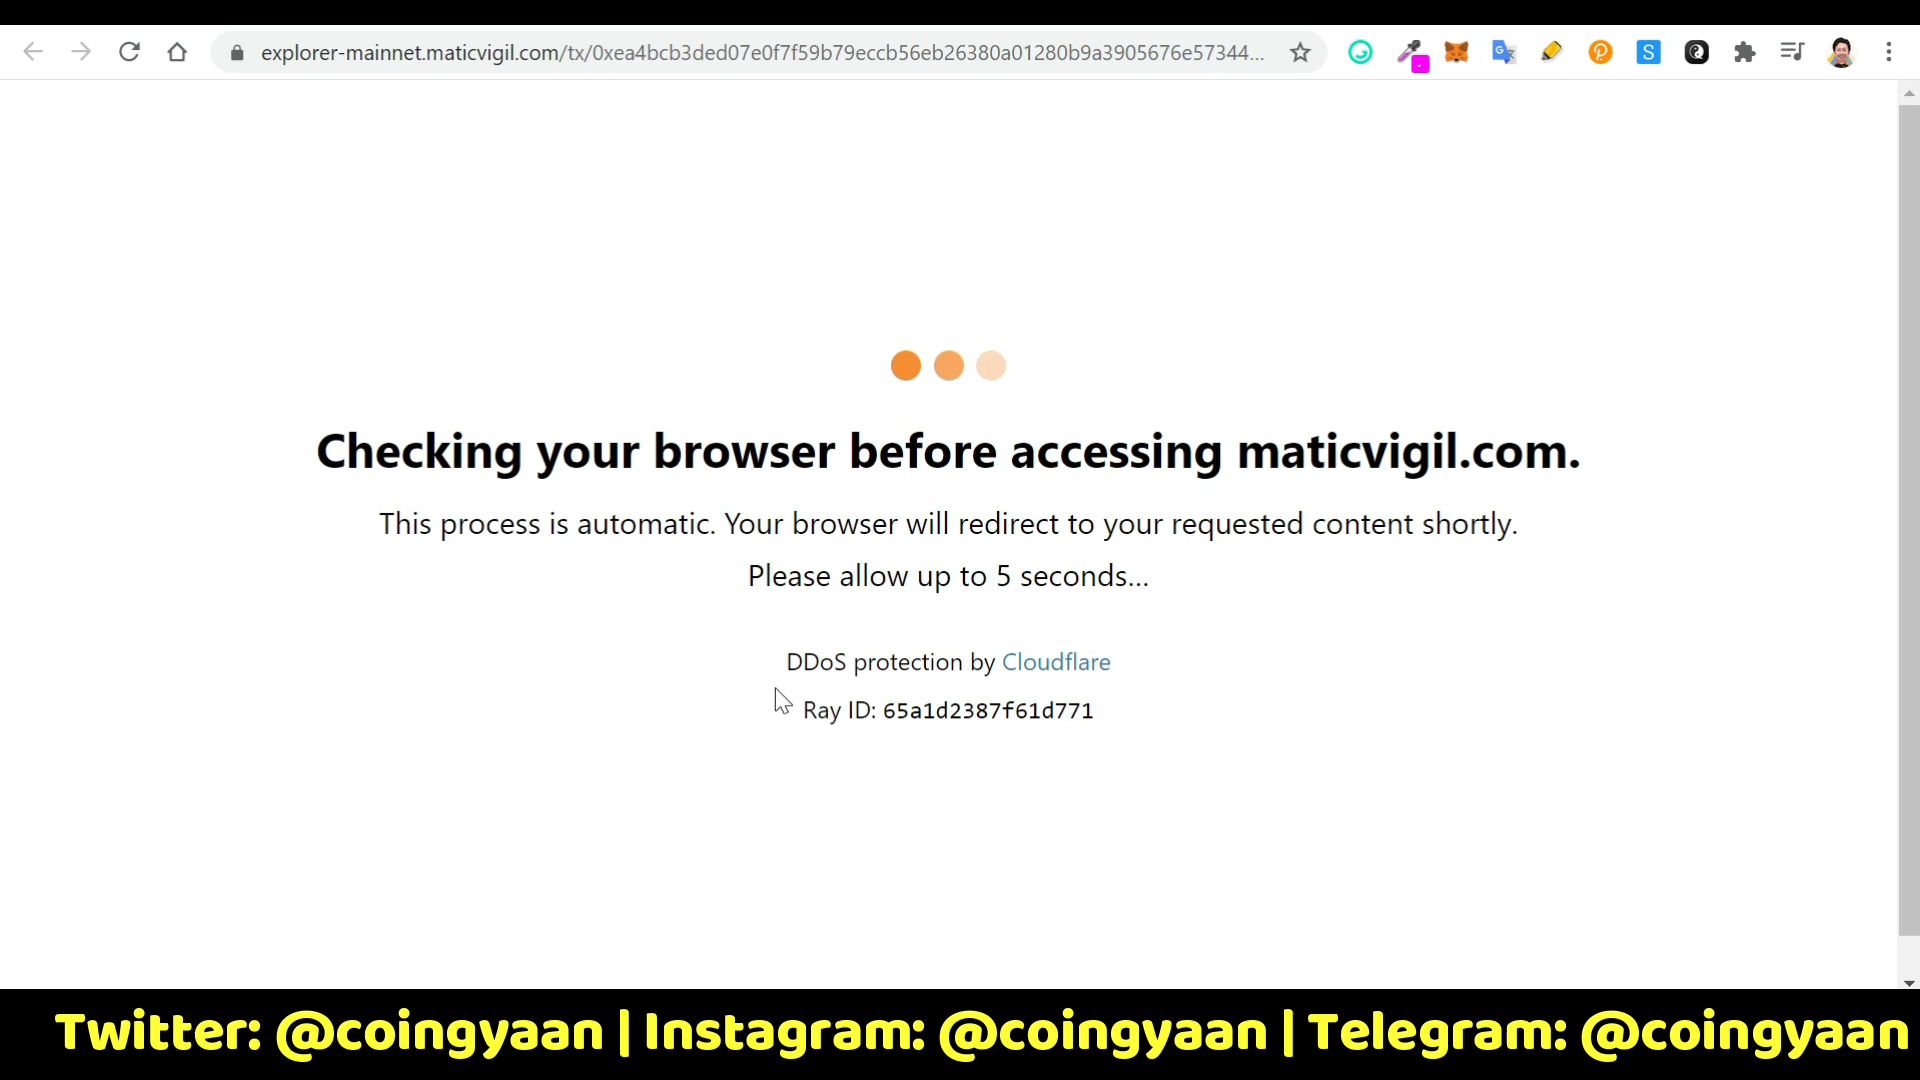 explorer-mainnet.maticvigil.com/tx/0xea4bcb3ded07e0f7f59b79eccb56eb26380a01280b9a3905676e57344...
Checking your browser before accessing maticvigil.com.
This process is automatic. Your browser will redirect to your requested content shortly.
Please allow up to 5 seconds...
DDoS protection by Cloudflare
Ray ID: 65a1d2387f61d771
Twitter: @coingyaan | Instagram: @coingyaan | Telegram: @coingyaan